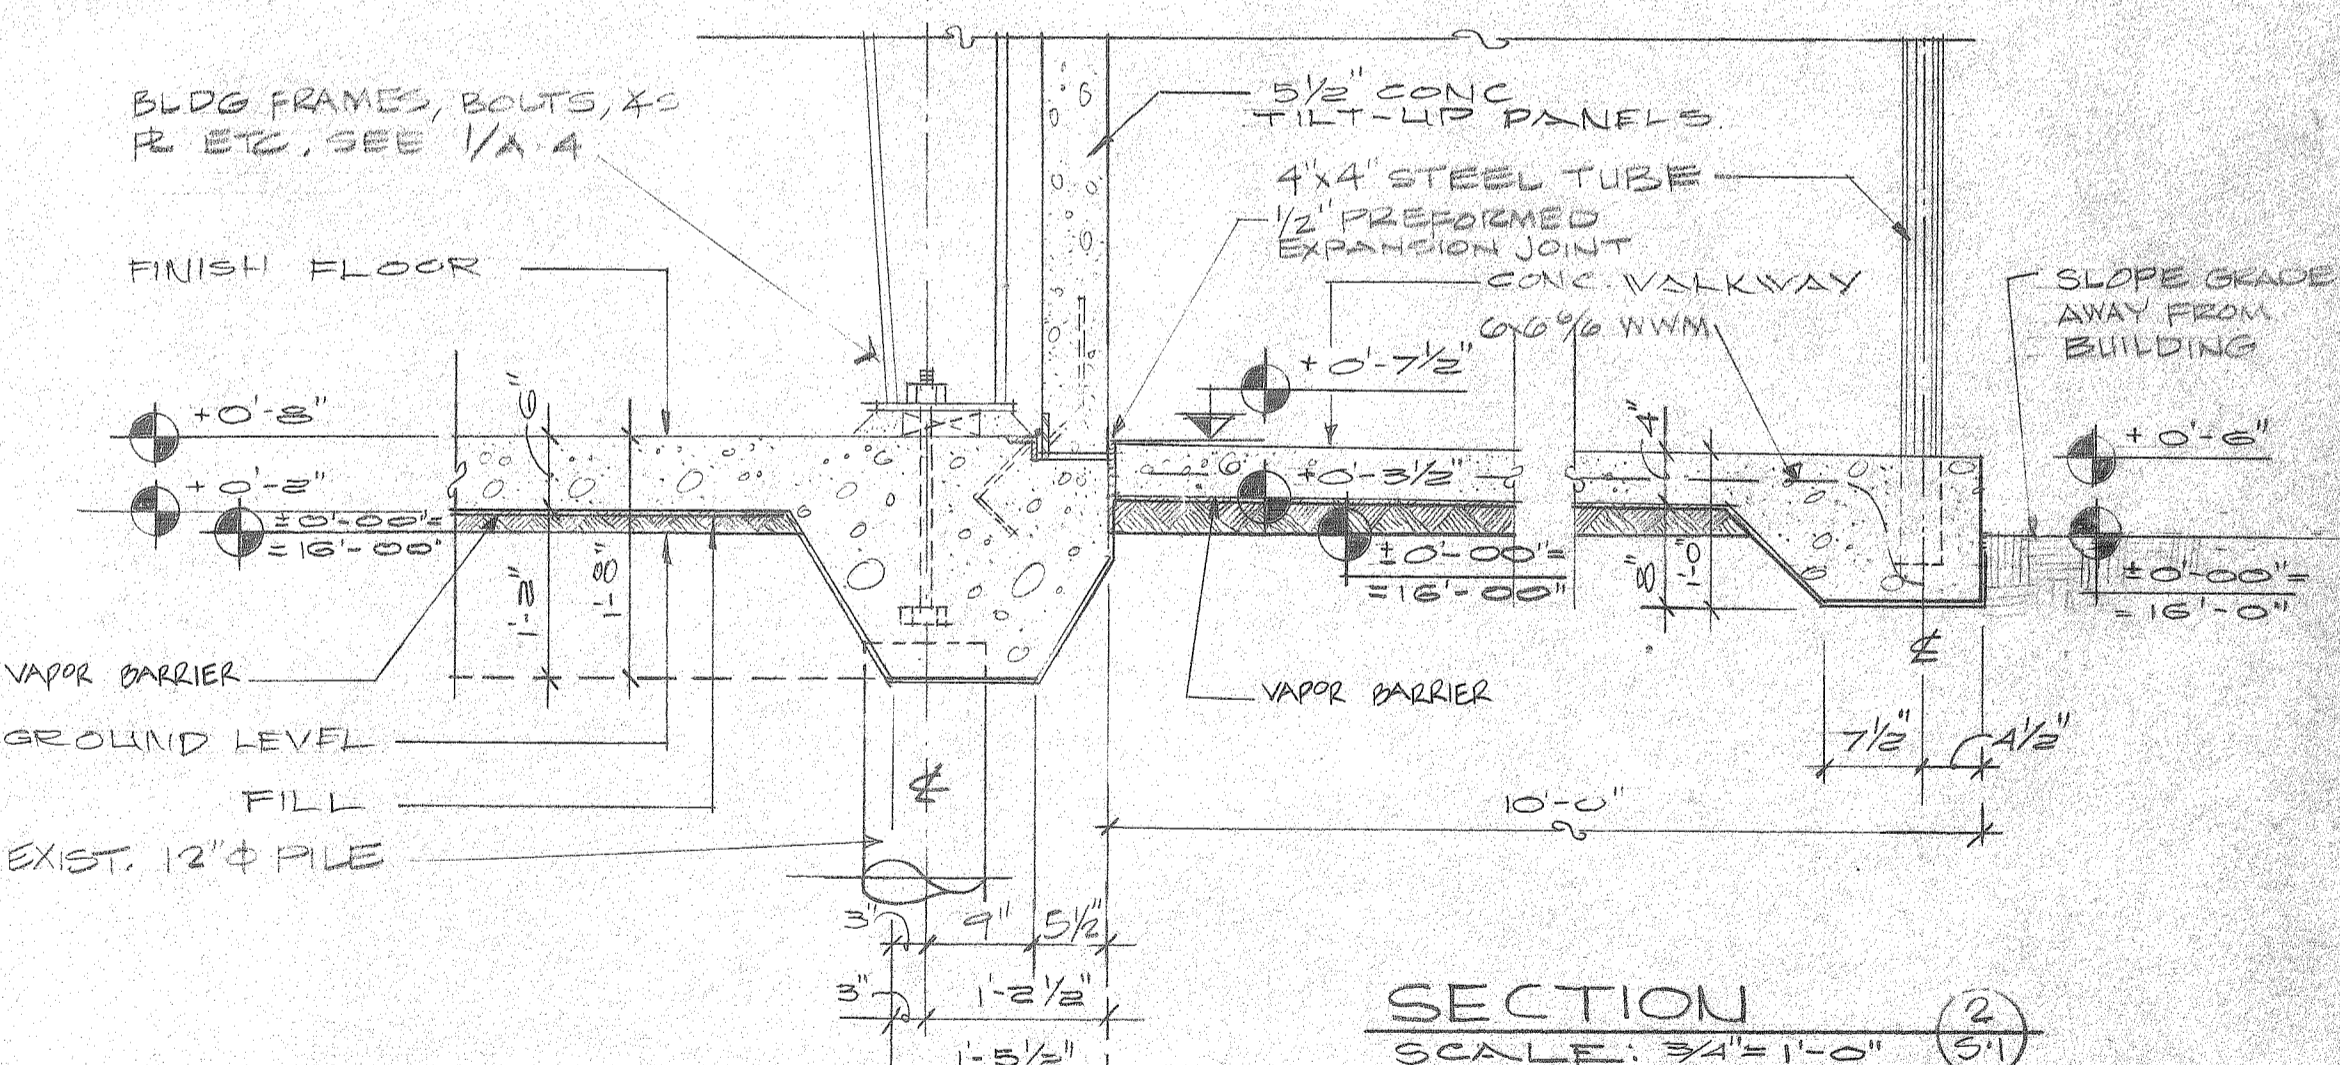 BLDG FRAMES, BOLTS, ∠S
PL ETC. SEE 1/A·4
5½" CONC
TILT-UP PANELS.
4"x4" STEEL TUBE
1/2" PREFORMED
EXPANSION JOINT
FINISH FLOOR
CONC. WALKWAY
6x6 6/6 WWM
SLOPE GRADE
AWAY FROM
BUILDING
+0'-7½"
+0'-8"
6"
4"
+0'-6"
+0'-2"
+0'-3½"
±0'-00"=
=16'-00"
±0'-00"=
=16'-00"
±0'-00"=
=16'-0"
1'-2"
1'-8"
8"
1'-0"
VAPOR BARRIER
VAPOR BARRIER
GROUND LEVEL
FILL
EXIST. 12"Φ PILE
℄
℄
7½"
4½"
10'-0"
3"
9"
5½"
3"
1'-2½"
1'-5½"
SECTION
2
S·1
SCALE: 3/4"=1'-0"